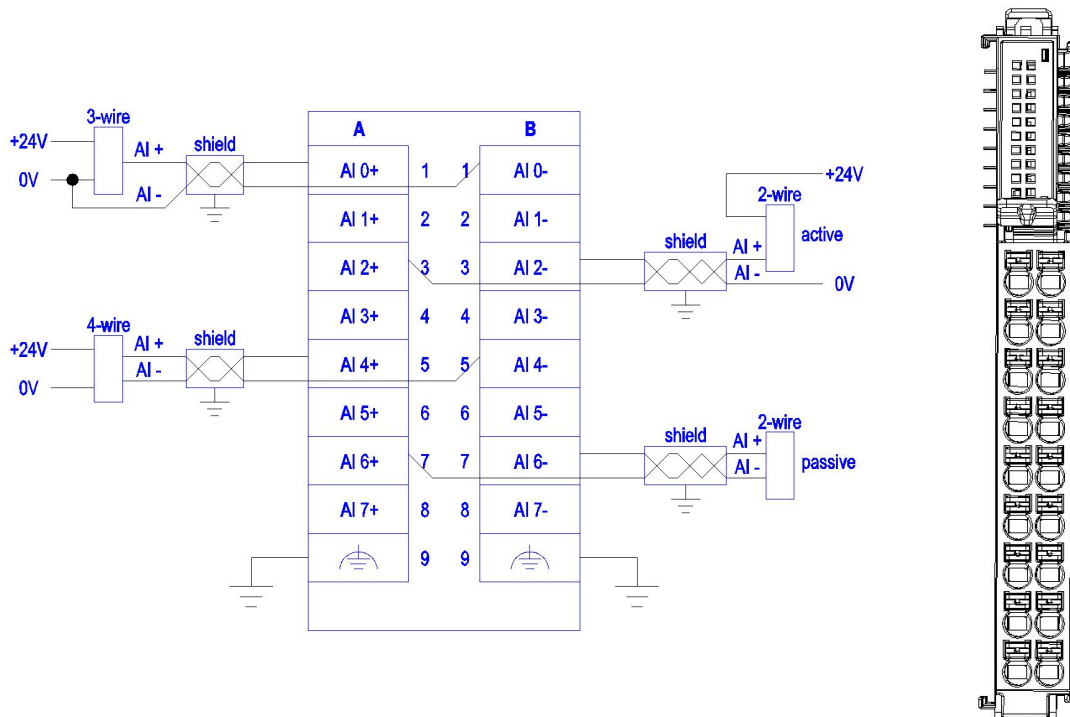 3-wire
+24V
0V
AI +
AI -
shield
A
B
AI 0+ 1 1 AI 0-
AI 1+ 2 2 AI 1-
AI 2+ 3 3 AI 2-
AI 3+ 4 4 AI 3-
AI 4+ 5 5 AI 4-
AI 5+ 6 6 AI 5-
AI 6+ 7 7 AI 6-
AI 7+ 8 8 AI 7-
9 9
4-wire
+24V
0V
AI +
AI -
shield
+24V
2-wire
active
shield
AI +
AI -
0V
2-wire
passive
shield
AI +
AI -